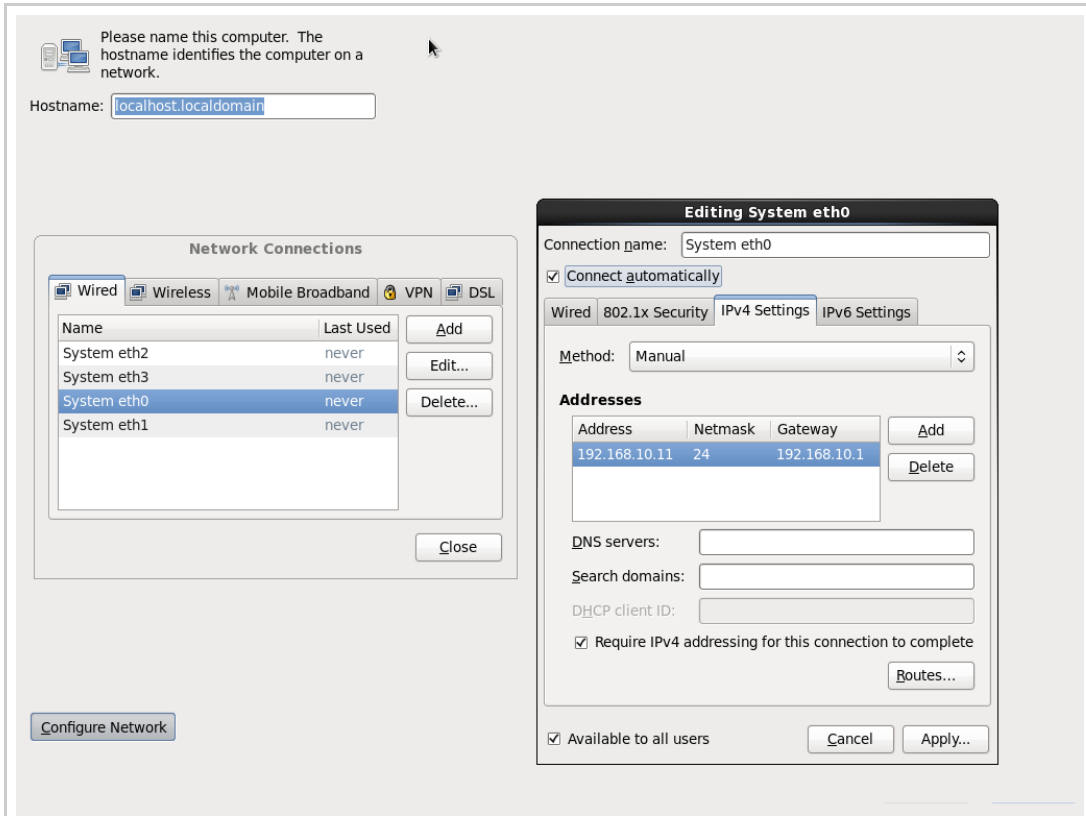 Please name this computer.  The
hostname identifies the computer on a
network.
Hostname: localhost.localdomain
Network Connections
Wired Wireless Mobile Broadband VPN DSL
Name Last Used
System eth2 never
System eth3 never
System eth0 never
System eth1 never
Add
Edit...
Delete...
Close
Configure Network
Editing System eth0
Connection name: System eth0
Connect automatically
Wired 802.1x Security IPv4 Settings IPv6 Settings
Method: Manual
Addresses
Address Netmask Gateway
192.168.10.11 24 192.168.10.1
Add
Delete
DNS servers:
Search domains:
DHCP client ID:
Require IPv4 addressing for this connection to complete
Routes...
Available to all users
Cancel Apply...